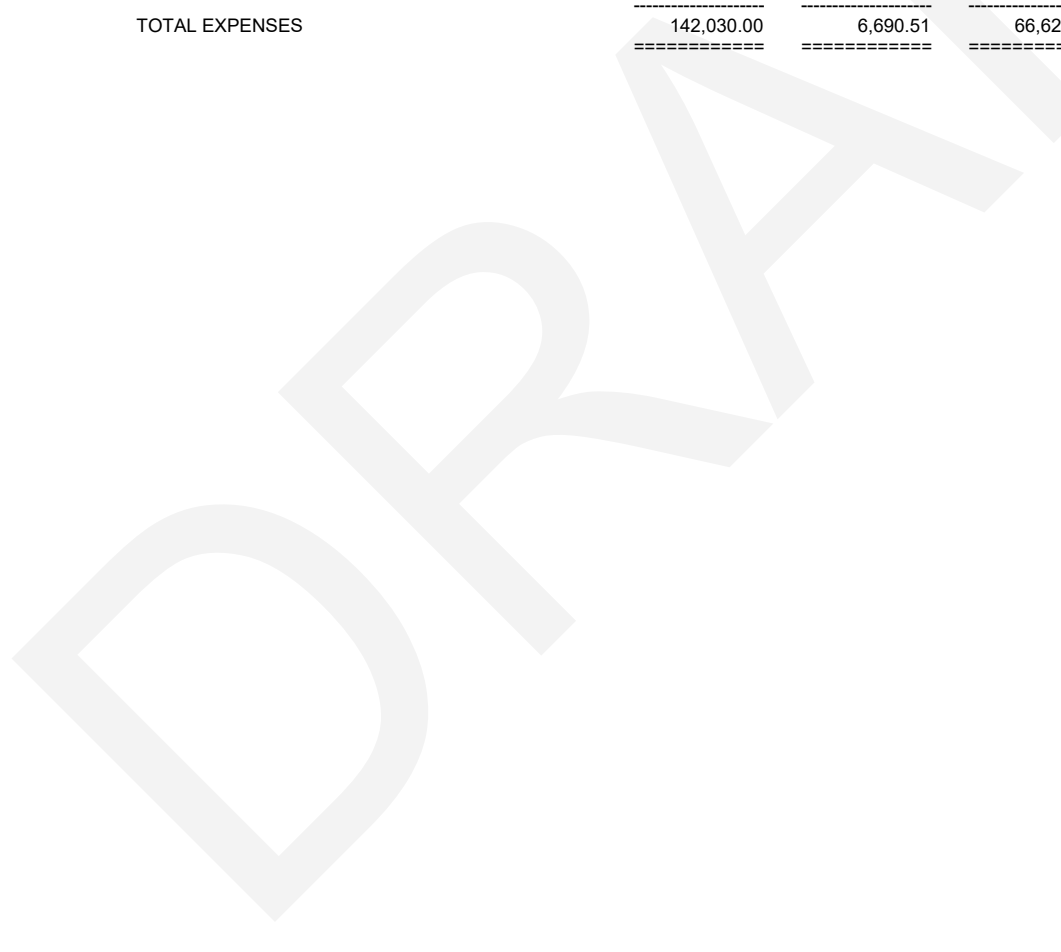 -------------------- -------------------- ---------------
TOTAL EXPENSES 142,030.00 6,690.51 66,62
============ ============ =========
DRA